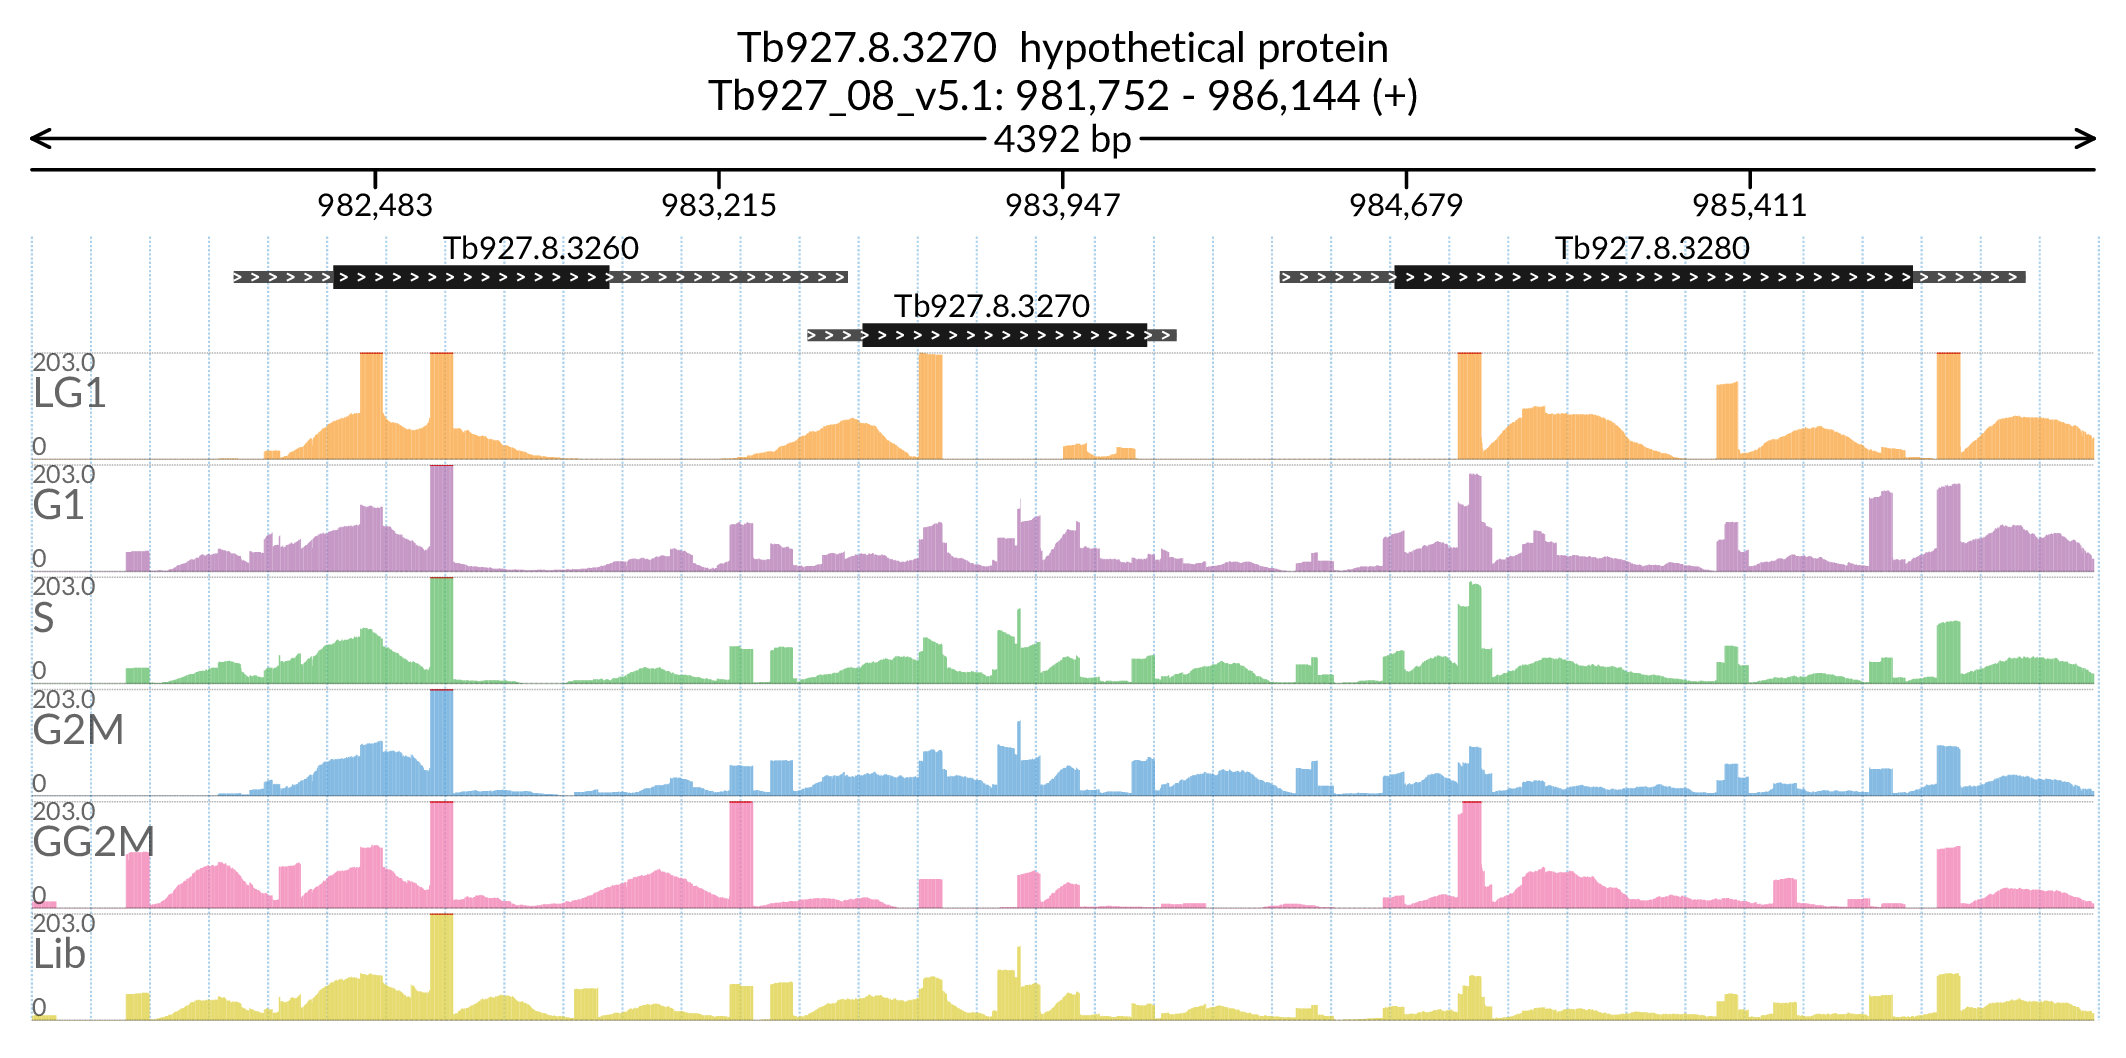 Tb927.8.3270  hypothetical protein
Tb927_08_v5.1: 981,752 - 986,144 (+)
4392 bp
982,483 983,215 983,947 984,679 985,411
Tb927.8.3260 Tb927.8.3280
Tb927.8.3270
203.0
LG1
0
203.0
G1
0
203.0
S
0
203.0
G2M
0
203.0
GG2M
0
203.0
Lib
0